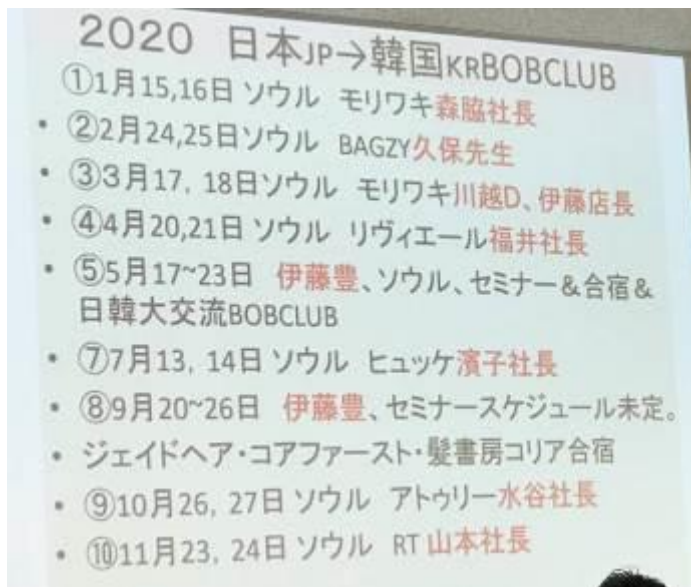 2020 日本JP→韓国KRBOBCLUB
①1月15,16日 ソウル モリワキ森脇社長
• ②2月24,25日ソウル BAGZY久保先生
• ③3月17, 18日ソウル モリワキ川越D、伊藤店長
• ④4月20,21日 ソウル リヴィエール福井社長
• ⑤5月17~23日 伊藤豊、ソウル、セミナー&合宿&
日韓大交流BOBCLUB
• ⑦7月13, 14日 ソウル ヒュッケ濱子社長
• ⑧9月20~26日 伊藤豊、セミナースケジュール未定。
• ジェイドヘア・コアファースト・髪書房コリア合宿
• ⑨10月26, 27日 ソウル アトゥリー水谷社長
• ⑩11月23, 24日 ソウル RT 山本社長